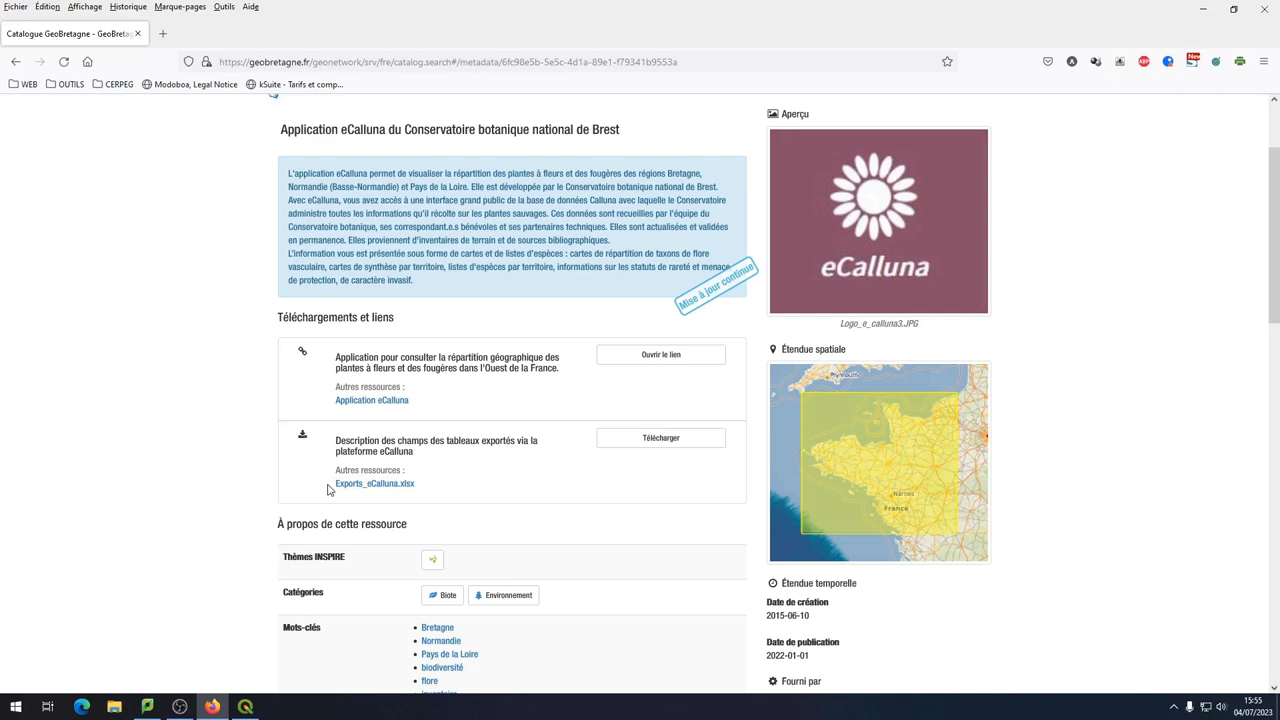 Fichier Édition Affichage Historique Marque-pages Outils Aide
Catalogue GeoBretagne - GeoBretag
https://geobretagne.fr/geonetwork/srv/fre/catalog.search#/metadata/6fc98e5b-5e5c-4d1a-89e1-f79341b9553a
WEB OUTILS CERPEG Modoboa, Legal Notice kSuite - Tarifs et comp...
New
ABP
Application eCalluna du Conservatoire botanique national de Brest
L'application eCalluna permet de visualiser la répartition des plantes à fleurs et des fougères des régions Bretagne,
Normandie (Basse-Normandie) et Pays de la Loire. Elle est développée par le Conservatoire botanique national de Brest.
Avec eCalluna, vous avez accès à une interface grand public de la base de données Calluna avec laquelle le Conservatoire
administre toutes les informations qu'il récolte sur les plantes sauvages. Ces données sont recueillies par l'équipe du
Conservatoire botanique, ses correspondant.e.s bénévoles et ses partenaires techniques. Elles sont actualisées et validées
en permanence. Elles proviennent d'inventaires de terrain et de sources bibliographiques.
L'information vous est présentée sous forme de cartes et de listes d'espèces : cartes de répartition de taxons de flore
vasculaire, cartes de synthèse par territoire, listes d'espèces par territoire, informations sur les statuts de rareté et menace,
de protection, de caractère invasif.
Mise à jour continue
Téléchargements et liens
Application pour consulter la répartition géographique des
plantes à fleurs et des fougères dans l'Ouest de la France.
Ouvrir le lien
Autres ressources :
Application eCalluna
Description des champs des tableaux exportés via la
plateforme eCalluna
Télécharger
Autres ressources :
Exports_eCalluna.xlsx
À propos de cette ressource
Thèmes INSPIRE
Catégories
Biote
Environnement
Mots-clés
Bretagne
Normandie
Pays de la Loire
biodiversité
flore
inventaire
Aperçu
eCalluna
Logo_e_calluna3.JPG
Étendue spatiale
Plymouth
Nantes
France
Étendue temporelle
Date de création
2015-06-10
Date de publication
2022-01-01
Fourni par
15:55
04/07/2023